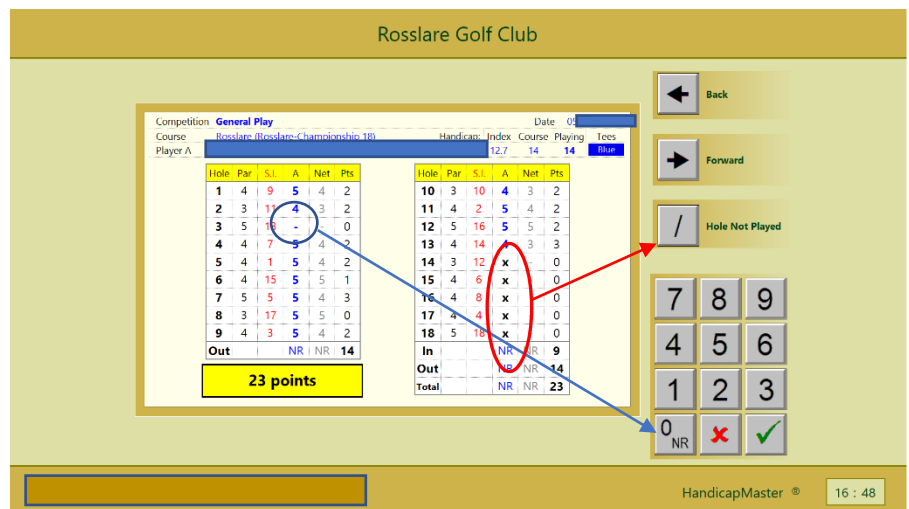 Rosslare Golf Club
Competition General Play Date 05
Course Rosslare (Rosslare-Championship 18) Handicap: Index Course Playing Tees
Player A 12.7 14 14 Blue
Hole Par S.I. A Net Pts
1 4 9 5 4 2
2 3 11 4 3 2
3 5 13 - 0
4 4 7 5 4 2
5 4 1 5 4 2
6 4 15 5 5 1
7 5 5 5 4 3
8 3 17 5 5 0
9 4 3 5 4 2
Out NR NR 14
23 points
Hole Par S.I. A Net Pts
10 3 10 4 3 2
11 4 2 5 4 2
12 5 16 5 5 2
13 4 14 4 3 3
14 3 12 x - 0
15 4 6 x 0
16 4 8 x 0
17 4 4 x 0
18 5 18 x 0
In NR NR 9
Out NR NR 14
Total NR NR 23
Back
Forward
/ Hole Not Played
7 8 9
4 5 6
1 2 3
0 NR
HandicapMaster ® 16 : 48